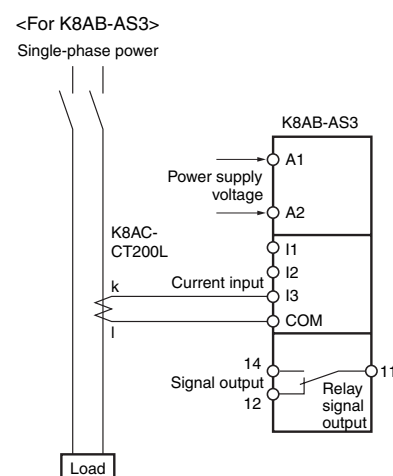 <For K8AB-AS3>
Single-phase power
K8AB-AS3
A1
Power supply
voltage
A2
K8AC-
CT200L
I1
I2
k
Current input
I3
COM
l
14
11
Signal output
12
Relay
signal
output
Load